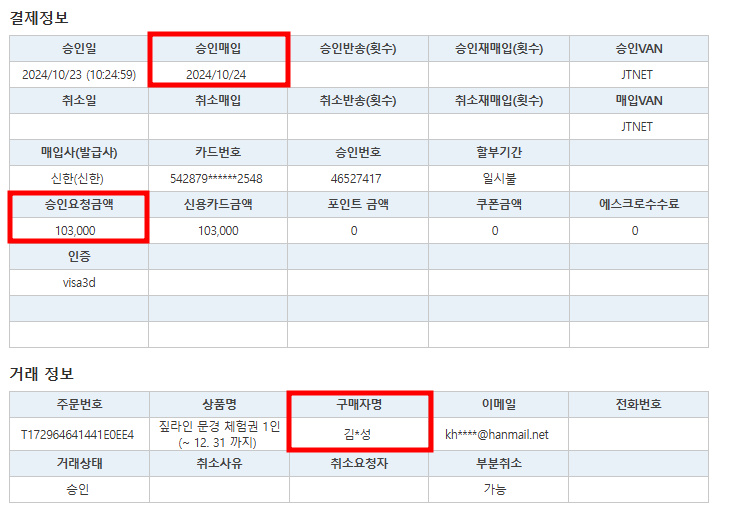 결제정보
승인일 승인매입 승인반송(횟수) 승인재매입(횟수) 승인VAN
2024/10/23 (10:24:59) 2024/10/24 JTNET
취소일 취소매입 취소반송(횟수) 취소재매입(횟수) 매입VAN
JTNET
매입사(발급사) 카드번호 승인번호 할부기간
신한(신한) 542879******2548 46527417 일시불
승인요청금액 신용카드금액 포인트 금액 쿠폰금액 에스크로수수료
103,000 103,000 0 0 0
인증
visa3d
거래 정보
주문번호 상품명 구매자명 이메일 전화번호
T172964641441E0EE4 짚라인 문경 체험권 1인 김*성 kh****@hanmail.net
(~ 12. 31 까지)
거래상태 취소사유 취소요청자 부분취소
승인 가능